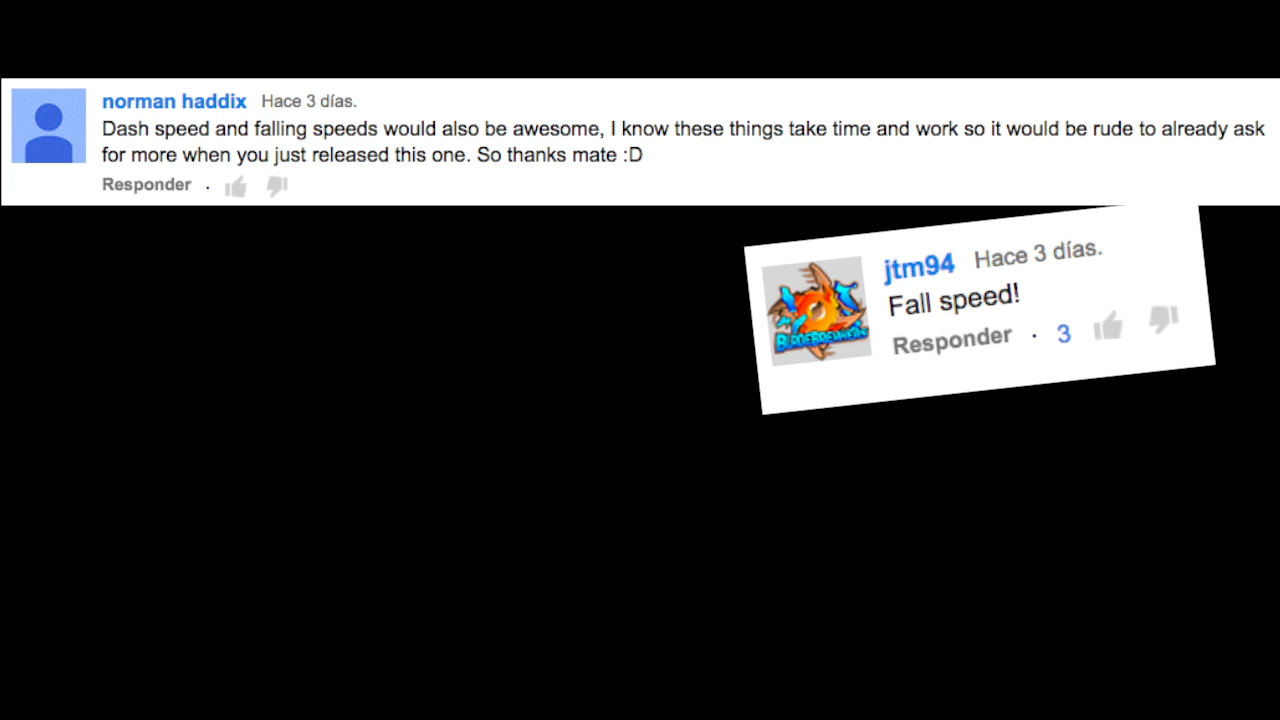 norman haddix Hace 3 días.
Dash speed and falling speeds would also be awesome, I know these things take time and work so it would be rude to already ask
for more when you just released this one. So thanks mate :D
Responder ·
jtm94 Hace 3 días.
Fall speed!
Responder · 3